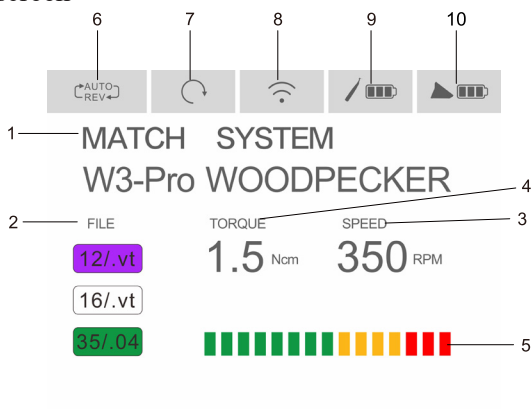 6 7 8 9 10
AUTO
REV
1 MATCH SYSTEM
W3-Pro WOODPECKER
4
2 FILE TORQUE SPEED 3
12/.vt 1.5 Ncm 350 RPM
16/.vt
35/.04 5